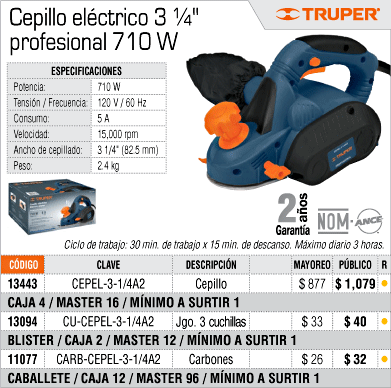 Cepillo eléctrico 3 ¼"
profesional 710 W
TRUPER
ESPECIFICACIONES
Potencia: 710 W
Tensión / Frecuencia: 120 V / 60 Hz
Consumo: 5 A
Velocidad: 15,000 rpm
Ancho de cepillado: 3 1/4" (82.5 mm)
Peso: 2.4 kg
TRUPER
2 años
Garantía
NOM
ANCE
Ciclo de trabajo: 30 min. de trabajo x 15 min. de descanso. Máximo diario 3 horas.
CÓDIGO CLAVE DESCRIPCIÓN MAYOREO PÚBLICO R
13443 CEPEL-3-1/4A2 Cepillo $ 877 $ 1,079
CAJA 4 / MASTER 16 / MÍNIMO A SURTIR 1
13094 CU-CEPEL-3-1/4A2 Jgo. 3 cuchillas $ 33 $ 40
BLISTER / CAJA 2 / MASTER 12 / MÍNIMO A SURTIR 1
11077 CARB-CEPEL-3-1/4A2 Carbones $ 26 $ 32
CABALLETE / CAJA 12 / MASTER 96 / MÍNIMO A SURTIR 1